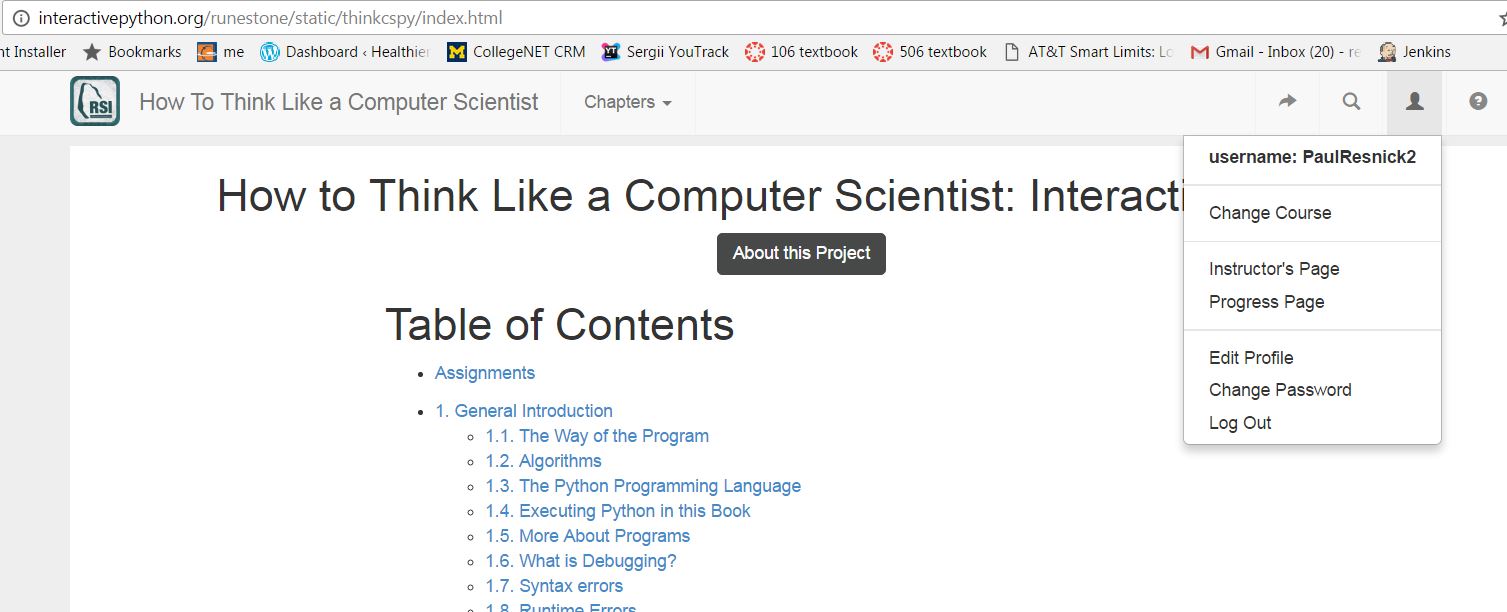 interactivepython.org/runestone/static/thinkcspy/index.html
nt Installer Bookmarks me Dashboard ‹ Healthier CollegeNET CRM Sergii YouTrack 106 textbook 506 textbook AT&T Smart Limits: Lo Gmail - Inbox (20) - re Jenkins
RSI How To Think Like a Computer Scientist Chapters
username: PaulResnick2
Change Course
Instructor's Page
Progress Page
Edit Profile
Change Password
Log Out
How to Think Like a Computer Scientist: Interacti
About this Project
Table of Contents
Assignments
1. General Introduction
1.1. The Way of the Program
1.2. Algorithms
1.3. The Python Programming Language
1.4. Executing Python in this Book
1.5. More About Programs
1.6. What is Debugging?
1.7. Syntax errors
1.8. Runtime Errors